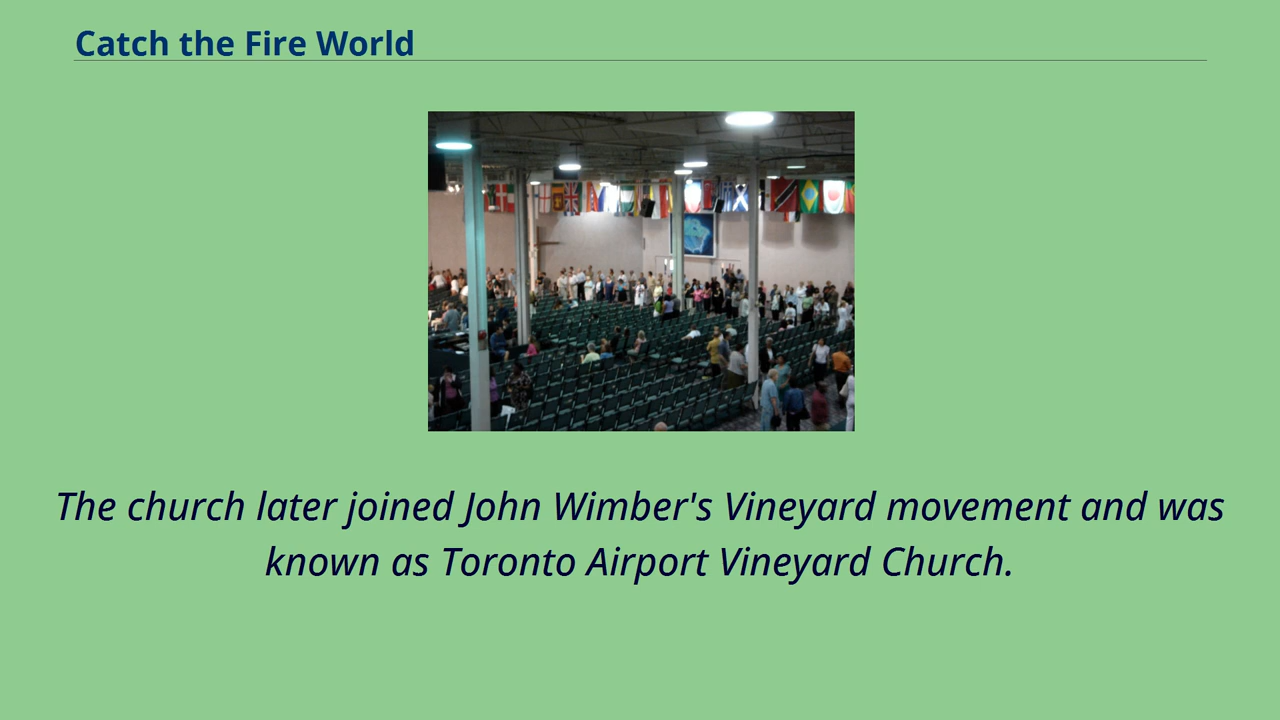 Catch the Fire World
The church later joined John Wimber's Vineyard movement and was
known as Toronto Airport Vineyard Church.